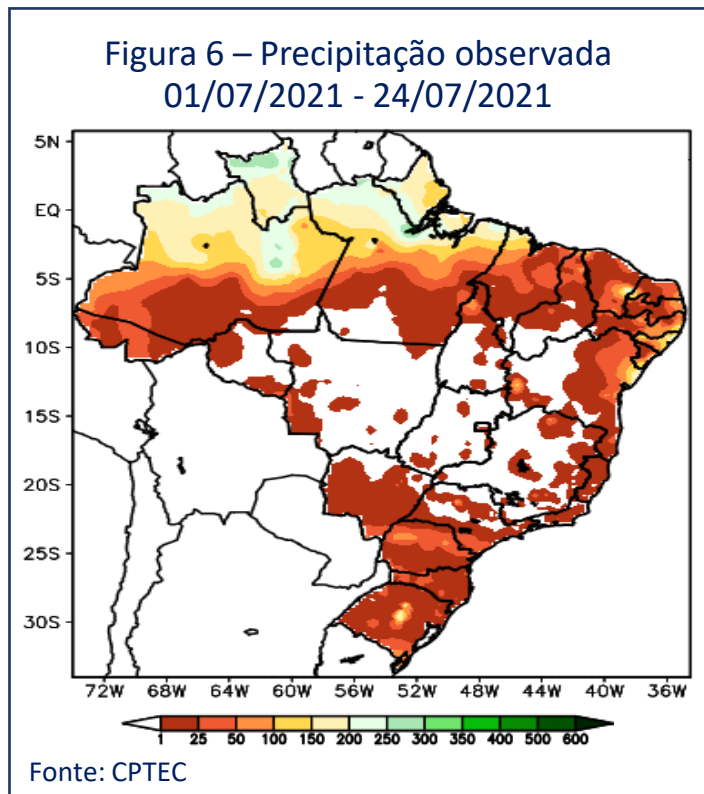 Figura 6 – Precipitação observada
01/07/2021 - 24/07/2021
5N
EQ
5S
10S
15S
20S
25S
30S
72W 68W 64W 60W 56W 52W 48W 44W 40W 36W
1 25 50 100 150 200 250 300 350 400 500 600
Fonte: CPTEC